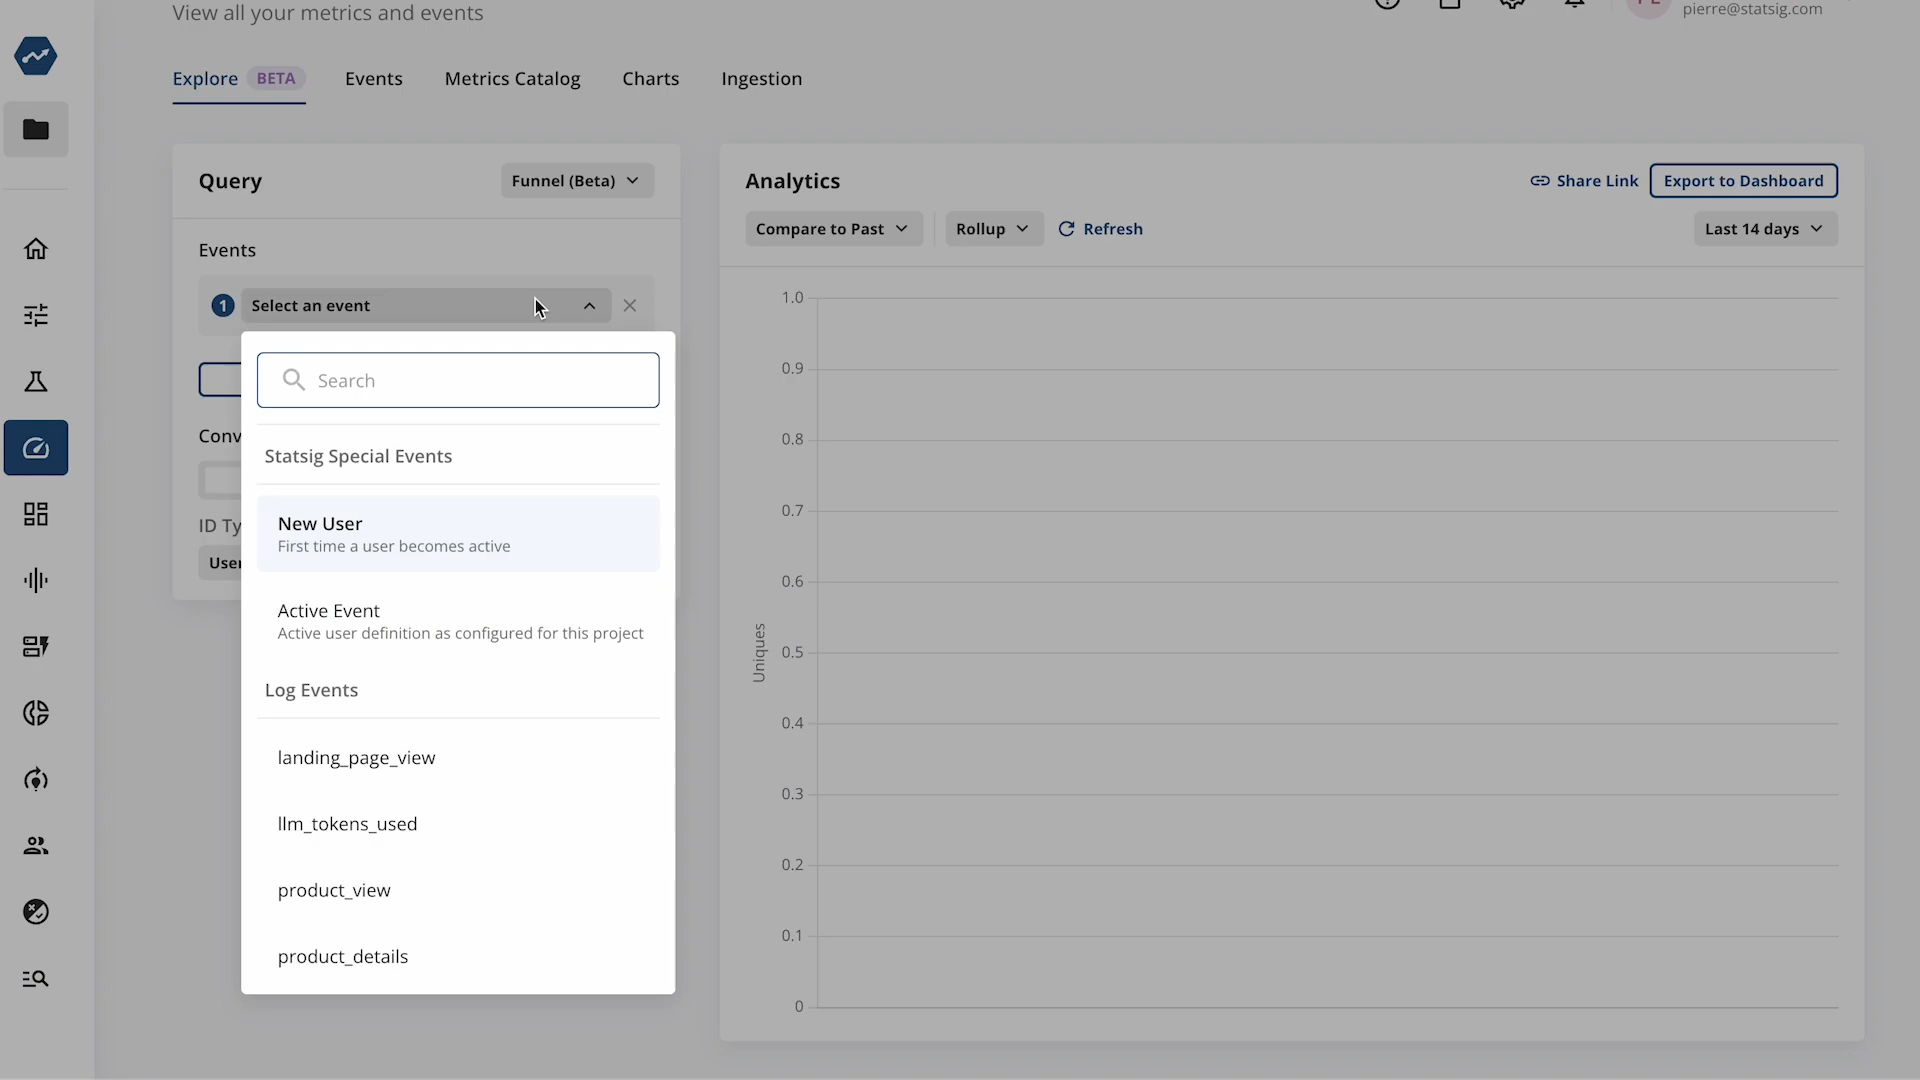 View all your metrics and events
pierre@statsig.com
Explore BETA Events Metrics Catalog Charts Ingestion
Query Funnel (Beta)
Events
1 Select an event
Search
Conv
Statsig Special Events
ID Ty
New User
First time a user becomes active
User
Active Event
Active user definition as configured for this project
Log Events
landing_page_view
llm_tokens_used
product_view
product_details
Analytics Share Link Export to Dashboard
Compare to Past Rollup Refresh Last 14 days
1.0
0.9
0.8
0.7
0.6
0.5
0.4
0.3
0.2
0.1
0
Uniques